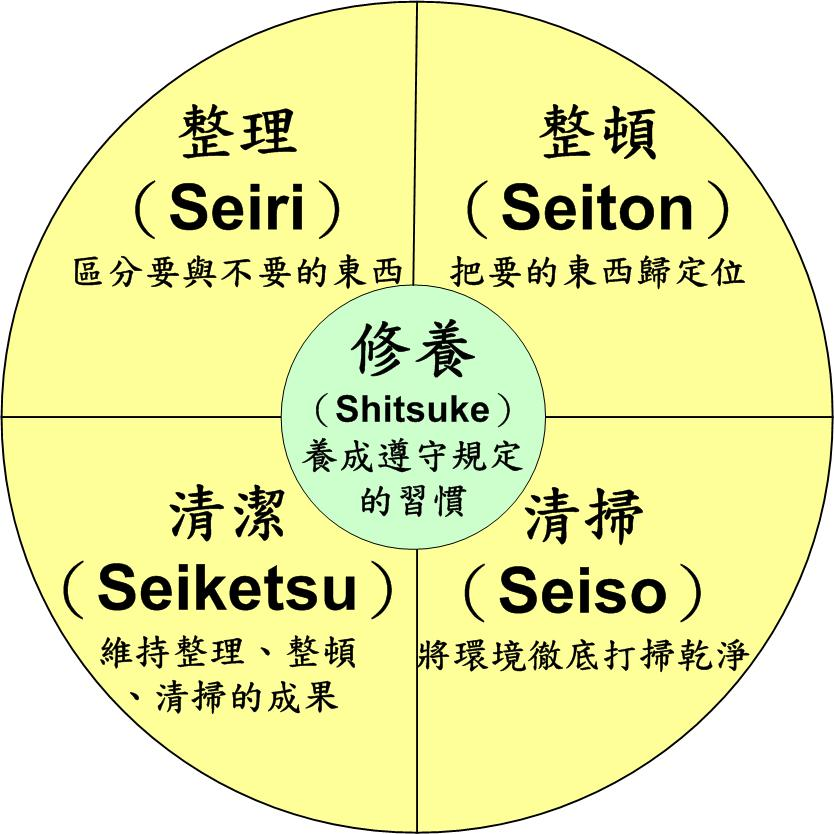 整理
（Seiri）
區分要與不要的東西
整頓
（Seiton）
把要的東西歸定位
修養
（Shitsuke）
養成遵守規定
的習慣
清潔
（Seiketsu）
維持整理、整頓
、清掃的成果
清掃
（Seiso）
將環境徹底打掃乾淨